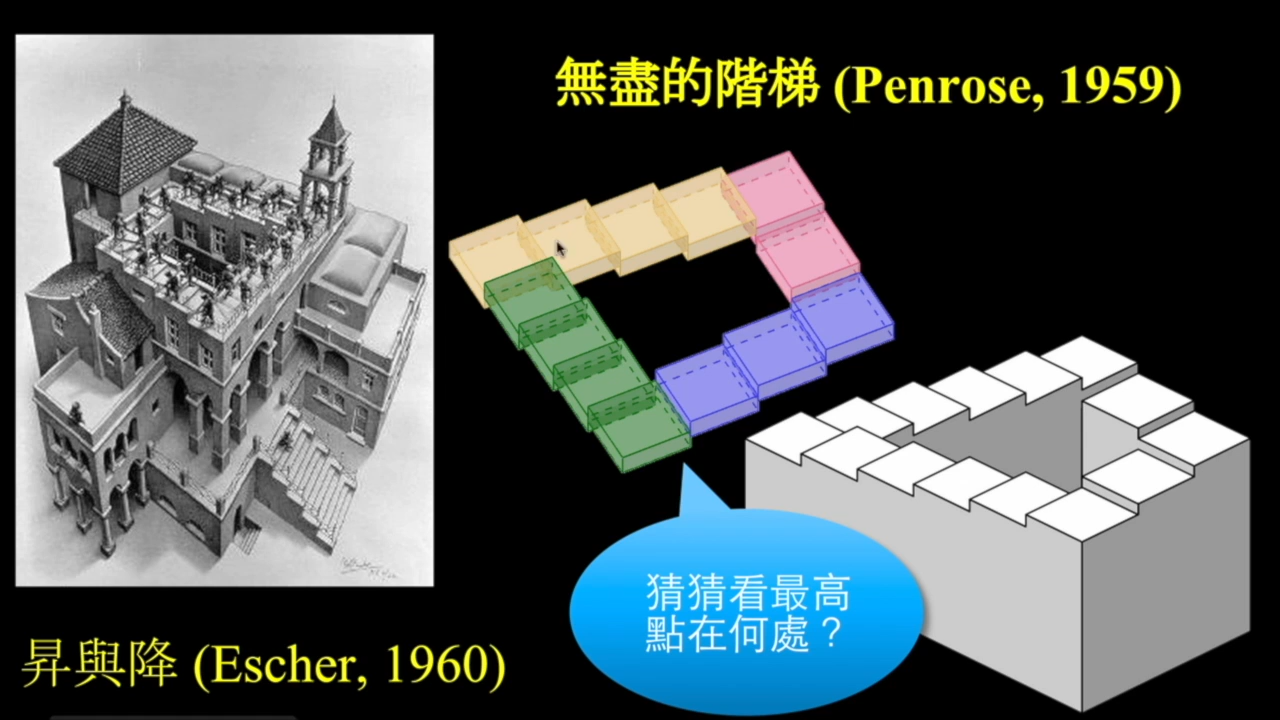 無盡的階梯 (Penrose, 1959)
猜猜看最高
點在何處？
昇與降 (Escher, 1960)